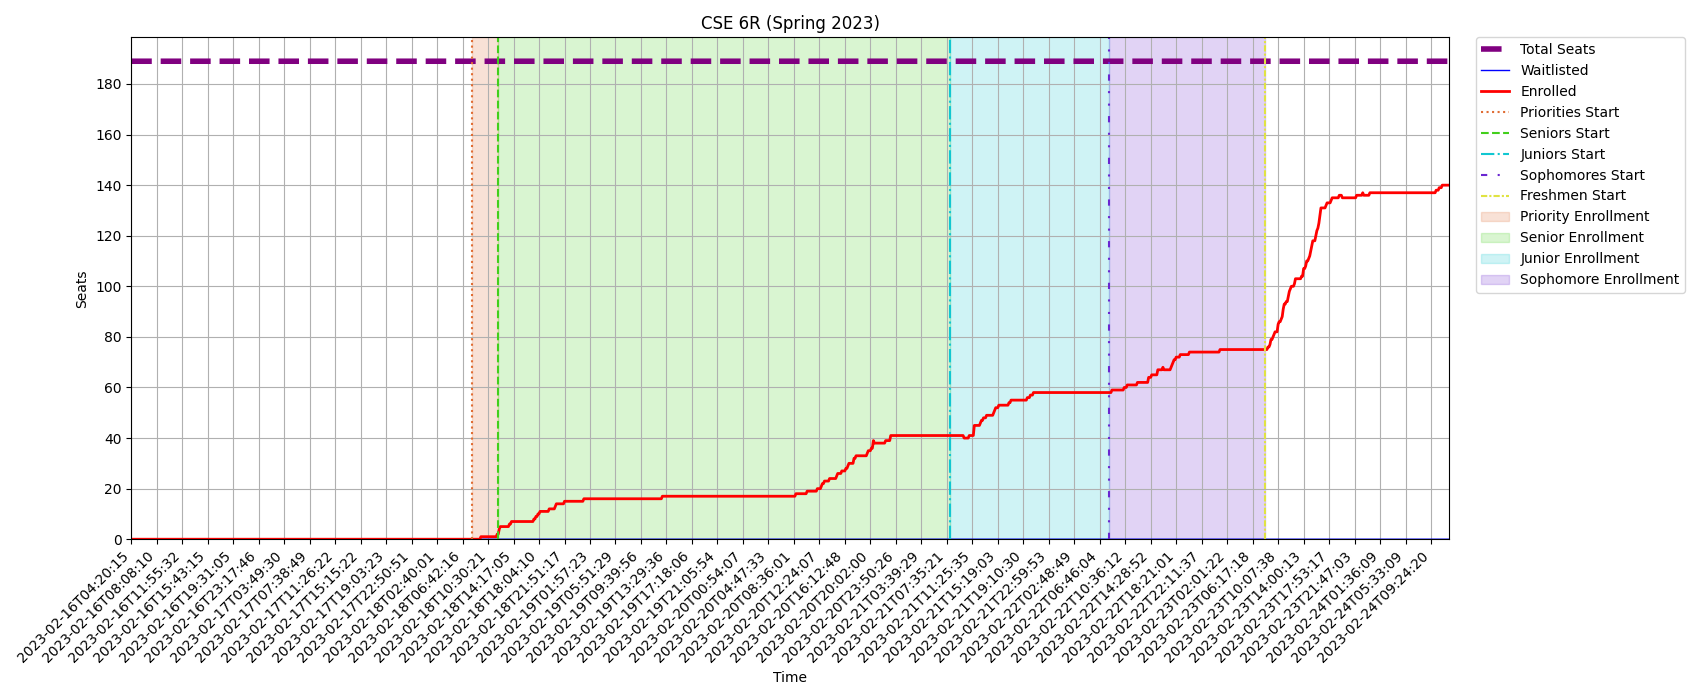 CSE 6R (Spring 2023)
Total Seats
Waitlisted
Enrolled
Priorities Start
Seniors Start
Juniors Start
Sophomores Start
Freshmen Start
Priority Enrollment
Senior Enrollment
Junior Enrollment
Sophomore Enrollment
Seats
180
160
140
120
100
80
60
40
20
0
2023-02-16T04:20:15
2023-02-16T08:08:10
2023-02-16T11:55:32
2023-02-16T15:43:15
2023-02-16T19:31:05
2023-02-16T23:17:46
2023-02-17T03:49:30
2023-02-17T07:38:49
2023-02-17T11:26:22
2023-02-17T15:15:22
2023-02-17T19:03:23
2023-02-17T22:50:51
2023-02-18T02:40:01
2023-02-18T06:42:16
2023-02-18T10:30:21
2023-02-18T14:17:05
2023-02-18T18:04:10
2023-02-18T21:51:17
2023-02-19T01:57:23
2023-02-19T05:51:29
2023-02-19T09:39:56
2023-02-19T13:29:36
2023-02-19T17:18:06
2023-02-19T21:05:54
2023-02-20T00:54:07
2023-02-20T04:47:33
2023-02-20T08:36:01
2023-02-20T12:24:07
2023-02-20T16:12:48
2023-02-20T20:02:00
2023-02-20T23:50:26
2023-02-21T03:39:29
2023-02-21T07:35:21
2023-02-21T11:25:35
2023-02-21T15:19:03
2023-02-21T19:10:30
2023-02-21T22:59:53
2023-02-22T02:48:49
2023-02-22T06:46:04
2023-02-22T10:36:12
2023-02-22T14:28:52
2023-02-22T18:21:01
2023-02-22T22:11:37
2023-02-23T02:01:22
2023-02-23T06:17:18
2023-02-23T10:07:38
2023-02-23T14:00:13
2023-02-23T17:53:17
2023-02-23T21:47:03
2023-02-24T01:36:09
2023-02-24T05:33:09
2023-02-24T09:24:20
Time